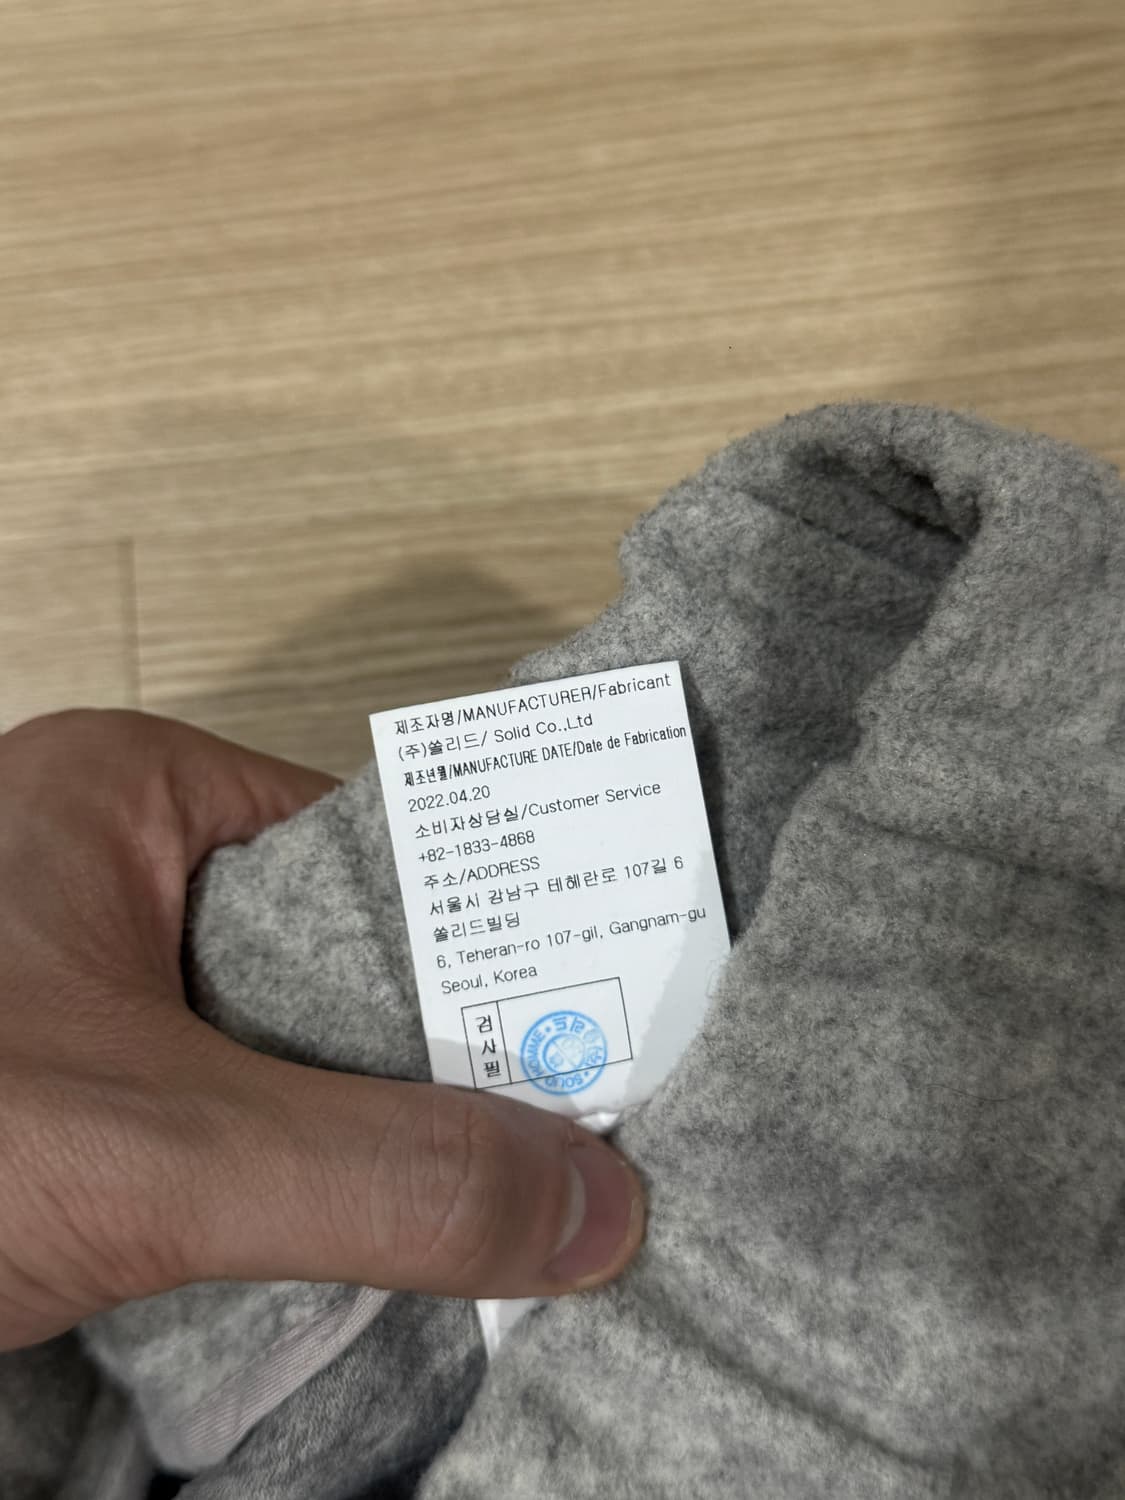 제조자명/MANUFACTURER/Fabricant
(주)쏠리드/ Solid Co.,Ltd
제조년월/MANUFACTURE DATE/Date de Fabrication
2022.04.20
소비자상담실/Customer Service
+82-1833-4868
주소/ADDRESS
서울시 강남구 테헤란로 107길 6
쏠리드빌딩
6, Teheran-ro 107-gil, Gangnam-gu
Seoul, Korea
검사필
SOLID HOMME